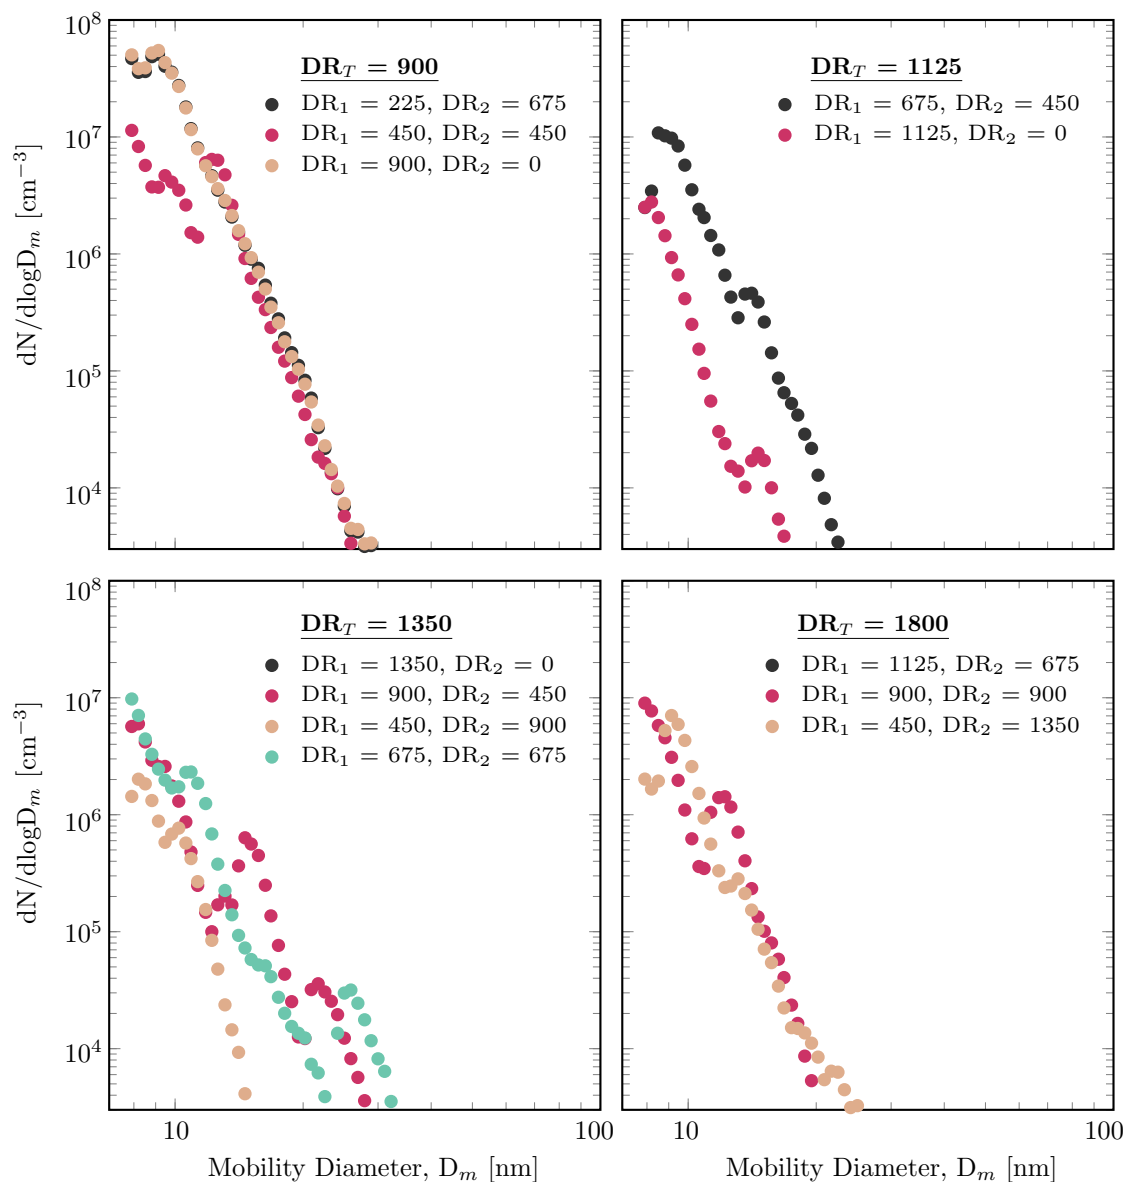 10^8
10^7
10^6
10^5
10^4
dN/dlogD_m [cm^−3]
DR_T = 900
DR_1 = 225, DR_2 = 675
DR_1 = 450, DR_2 = 450
DR_1 = 900, DR_2 = 0
DR_T = 1125
DR_1 = 675, DR_2 = 450
DR_1 = 1125, DR_2 = 0
10^8
10^7
10^6
10^5
10^4
dN/dlogD_m [cm^−3]
DR_T = 1350
DR_1 = 1350, DR_2 = 0
DR_1 = 900, DR_2 = 450
DR_1 = 450, DR_2 = 900
DR_1 = 675, DR_2 = 675
10 100
Mobility Diameter, D_m [nm]
DR_T = 1800
DR_1 = 1125, DR_2 = 675
DR_1 = 900, DR_2 = 900
DR_1 = 450, DR_2 = 1350
10 100
Mobility Diameter, D_m [nm]